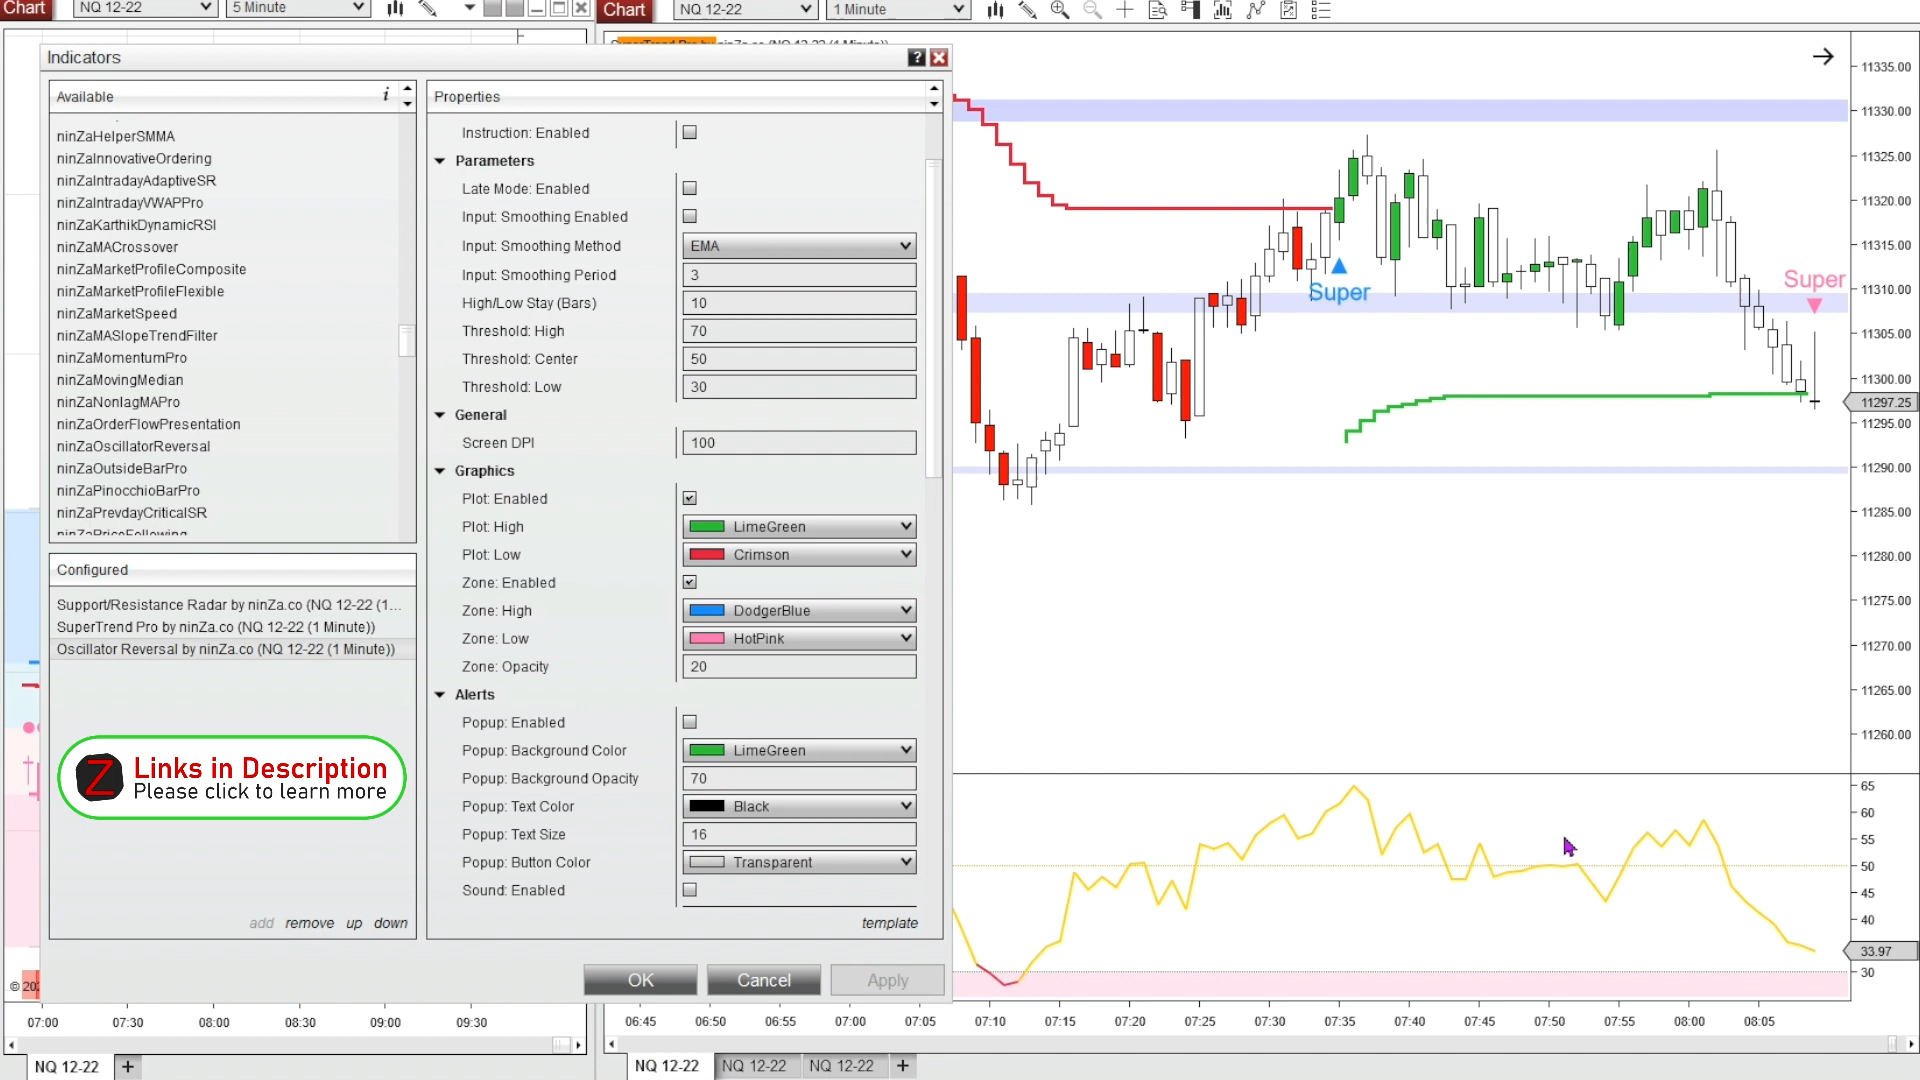 Chart
NQ 12-22
5 Minute
Chart
NQ 12-22
1 Minute
Indicators
?
Available
i
ninZaHelperSMMA
ninZaInnovativeOrdering
ninZaIntradayAdaptiveSR
ninZaIntradayVWAPPro
ninZaKarthikDynamicRSI
ninZaMACrossover
ninZaMarketProfileComposite
ninZaMarketProfileFlexible
ninZaMarketSpeed
ninZaMASlopeTrendFilter
ninZaMomentumPro
ninZaMovingMedian
ninZaNonlagMAPro
ninZaOrderFlowPresentation
ninZaOscillatorReversal
ninZaOutsideBarPro
ninZaPinocchioBarPro
ninZaPrevdayCriticalSR
ninZaPriceFollowing
Configured
Support/Resistance Radar by ninZa.co (NQ 12-22 (1...
SuperTrend Pro by ninZa.co (NQ 12-22 (1 Minute))
Oscillator Reversal by ninZa.co (NQ 12-22 (1 Minute))
Z Links in Description
Please click to learn more
add remove up down
Properties
Instruction: Enabled
Parameters
Late Mode: Enabled
Input: Smoothing Enabled
Input: Smoothing Method EMA
Input: Smoothing Period 3
High/Low Stay (Bars) 10
Threshold: High 70
Threshold: Center 50
Threshold: Low 30
General
Screen DPI 100
Graphics
Plot: Enabled
Plot: High LimeGreen
Plot: Low Crimson
Zone: Enabled
Zone: High DodgerBlue
Zone: Low HotPink
Zone: Opacity 20
Alerts
Popup: Enabled
Popup: Background Color LimeGreen
Popup: Background Opacity 70
Popup: Text Color Black
Popup: Text Size 16
Popup: Button Color Transparent
Sound: Enabled
template
OK Cancel Apply
SuperTrend Pro by ninZa.co (NQ 12-22 (1 Minute))
Super
Super
11335.00
11330.00
11325.00
11320.00
11315.00
11310.00
11305.00
11300.00
11297.25
11295.00
11290.00
11285.00
11280.00
11275.00
11270.00
11265.00
11260.00
65
60
55
50
45
40
33.97
30
07:00 07:30 08:00 08:30 09:00 09:30
06:45 06:50 06:55 07:00 07:05 07:10 07:15 07:20 07:25 07:30 07:35 07:40 07:45 07:50 07:55 08:00 08:05
NQ 12-22 +
NQ 12-22 NQ 12-22 NQ 12-22 +